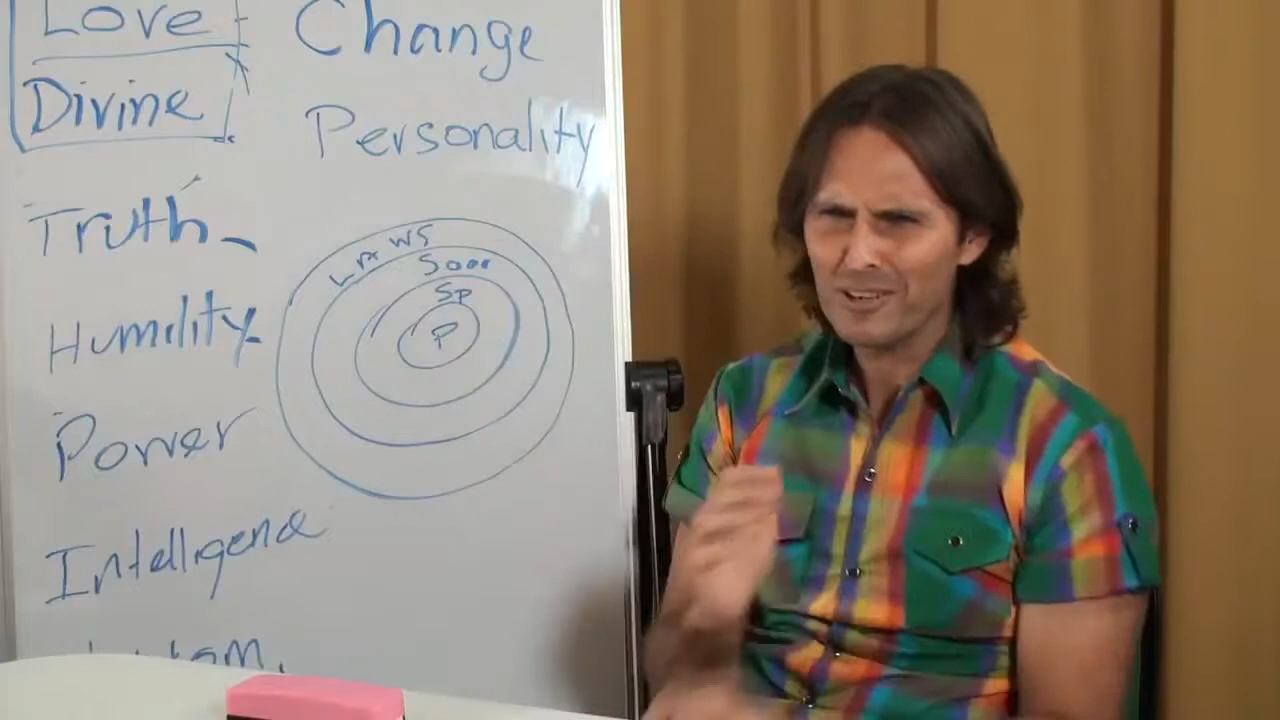 Love
Divine
Truth
Humility
Power
Intelligence
Change
Personality
LAWS
Soul
Sp
P